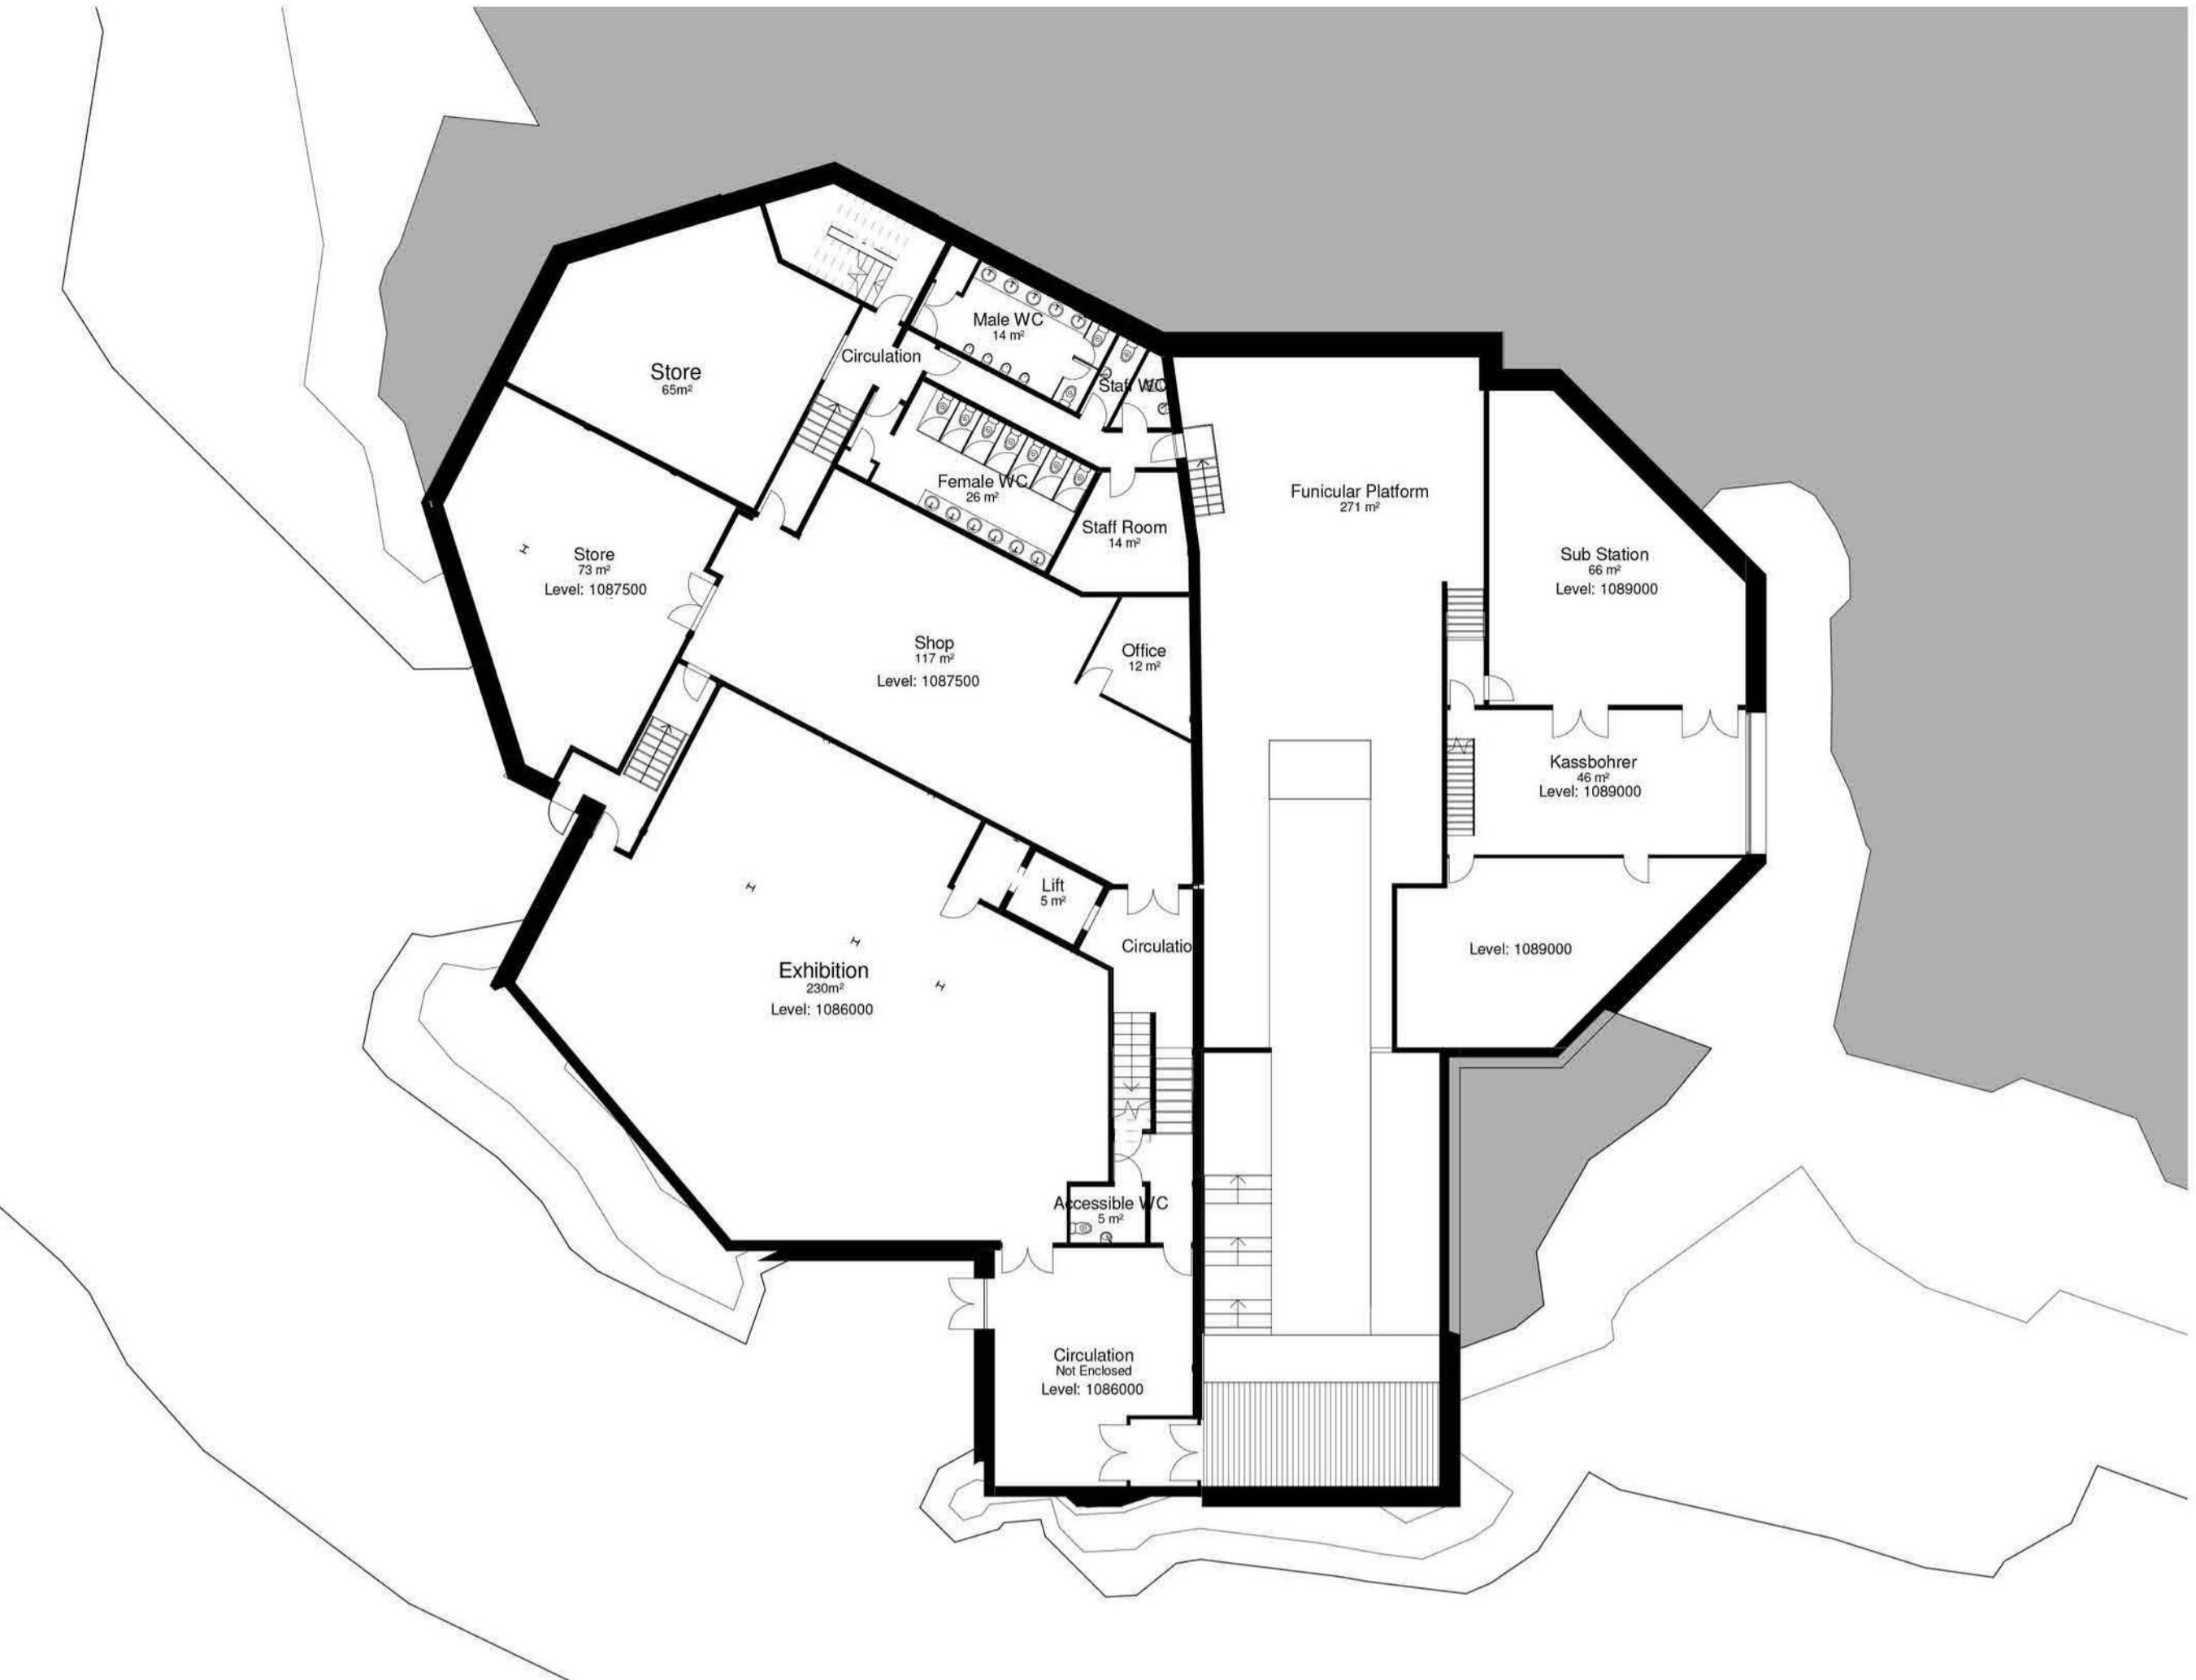 Male WC
14 m²
Circulation
Store
65m²
Staff WC
Female WC
26 m²
Funicular Platform
271 m²
Staff Room
14 m²
Store
73 m²
Level: 1087500
Sub Station
66 m²
Level: 1089000
Shop
117 m²
Level: 1087500
Office
12 m²
Kassbohrer
46 m²
Level: 1089000
Lift
5 m²
Circulatio
Level: 1089000
Exhibition
230m²
Level: 1086000
Accessible WC
5 m²
Circulation
Not Enclosed
Level: 1086000